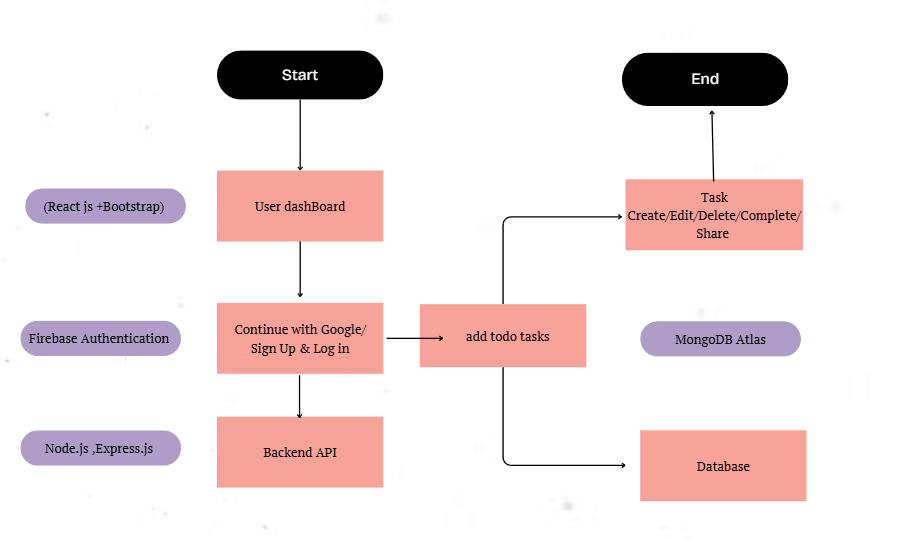 Start
End
(React js +Bootstrap)
User dashBoard
Task
Create/Edit/Delete/Complete/
Share
Firebase Authentication
Continue with Google/
Sign Up & Log in
add todo tasks
MongoDB Atlas
Node.js ,Express.js
Backend API
Database